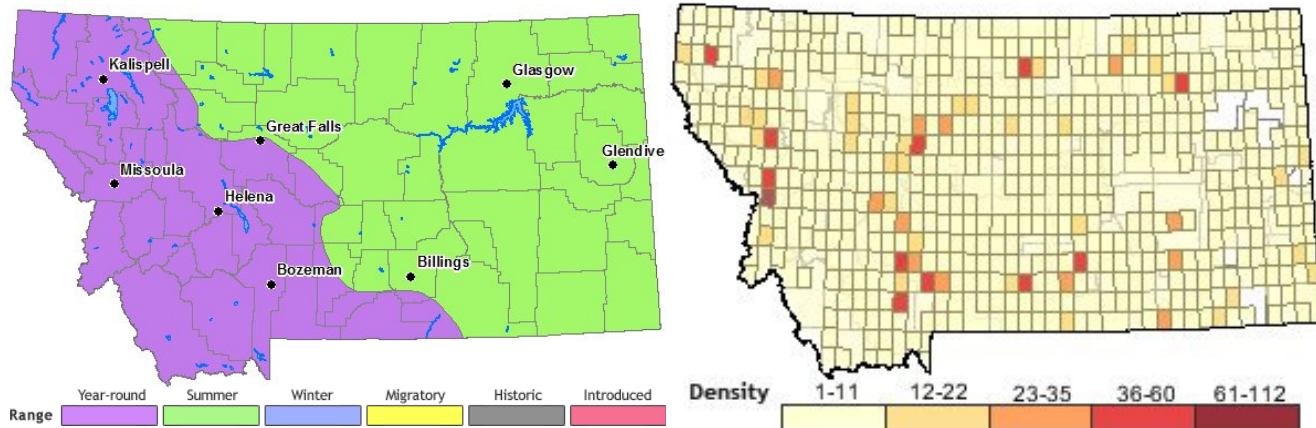 Kalispell
Glasgow
Great Falls
Glendive
Missoula
Helena
Bozeman
Billings
Range Year-round Summer Winter Migratory Historic Introduced
Density 1-11 12-22 23-35 36-60 61-112